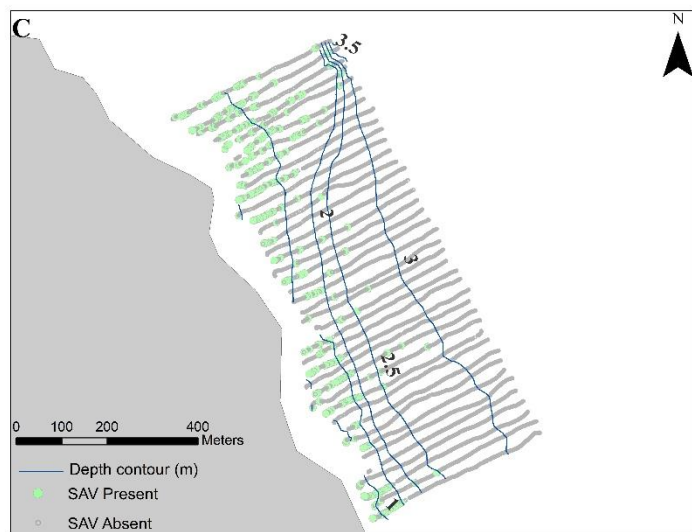 C
N
3.5
2
3
2.5
1
0 100 200 400
Meters
Depth contour (m)
SAV Present
SAV Absent